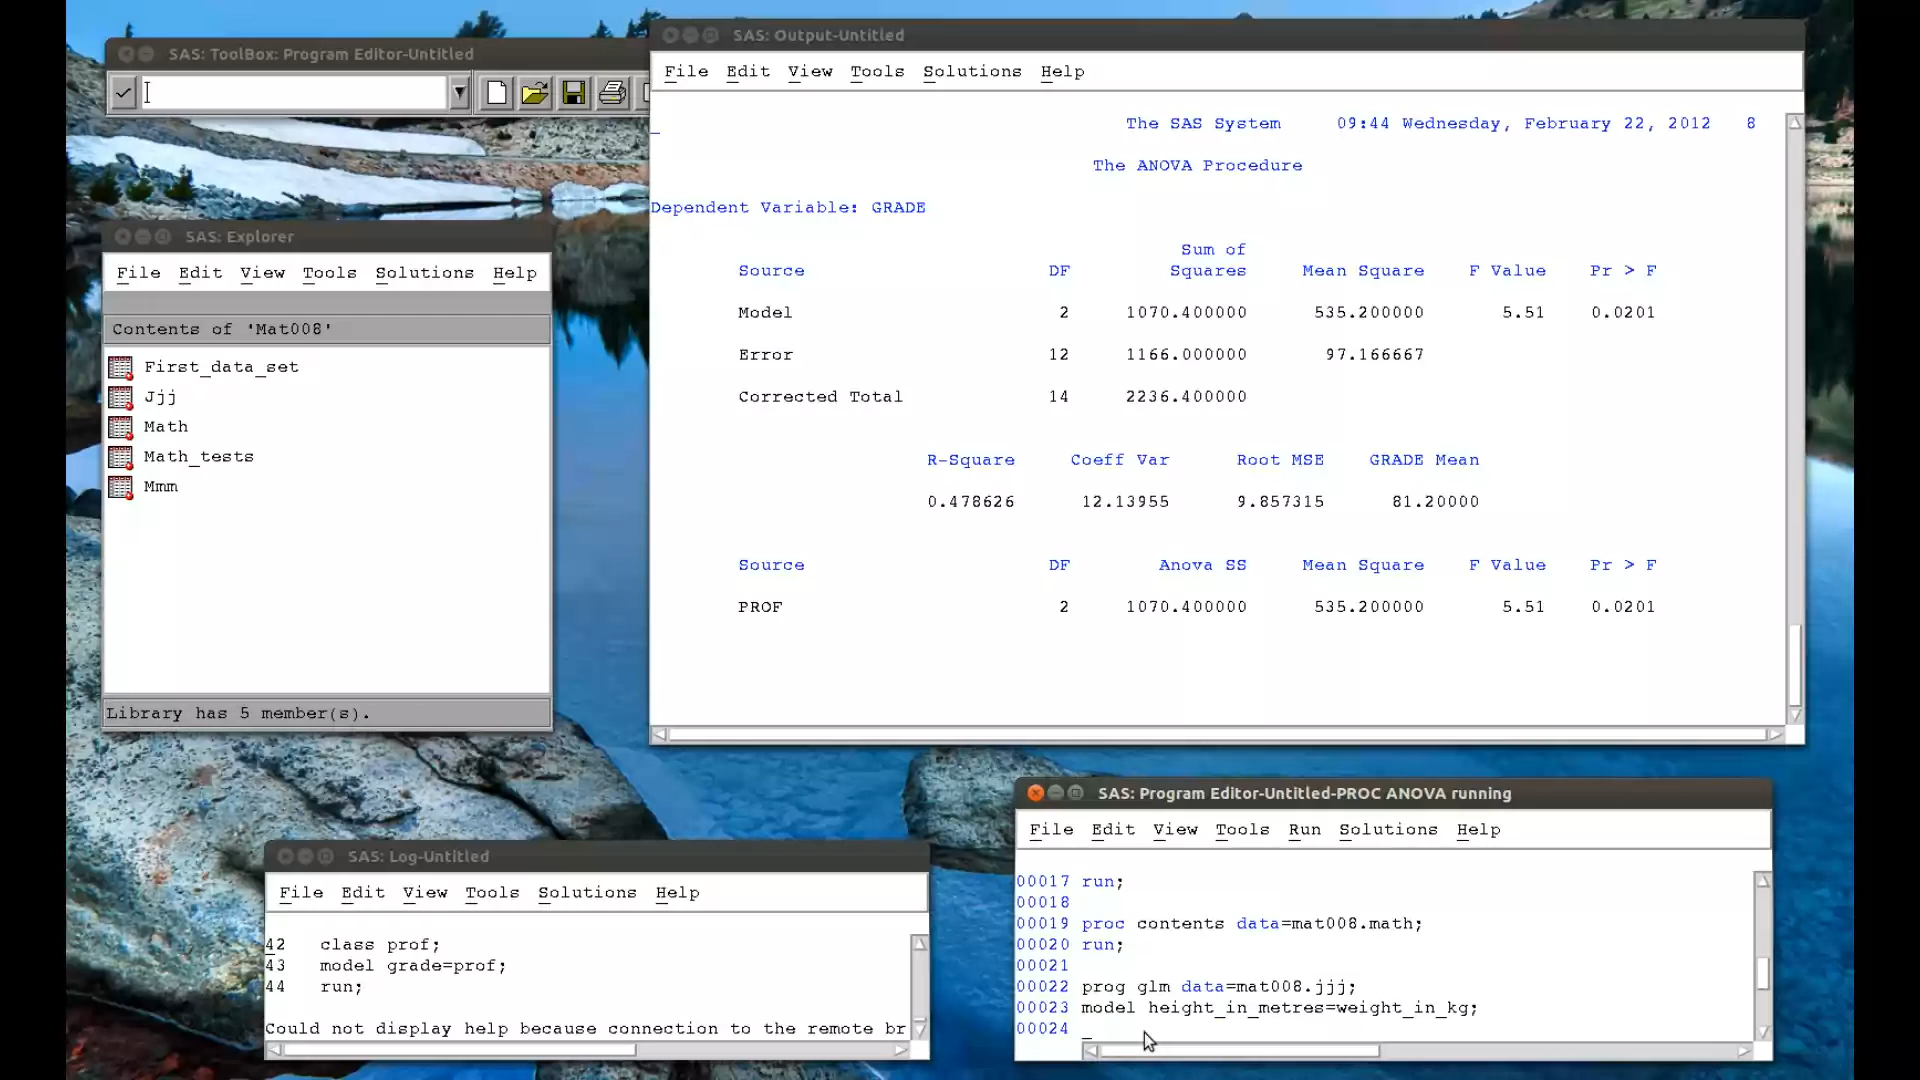 SAS: ToolBox: Program Editor-Untitled
SAS: Output-Untitled
File Edit View Tools Solutions Help
The SAS System 09:44 Wednesday, February 22, 2012 8
The ANOVA Procedure
Dependent Variable: GRADE
Sum of
Source DF Squares Mean Square F Value Pr > F
Model 2 1070.400000 535.200000 5.51 0.0201
Error 12 1166.000000 97.166667
Corrected Total 14 2236.400000
R-Square Coeff Var Root MSE GRADE Mean
0.478626 12.13955 9.857315 81.20000
Source DF Anova SS Mean Square F Value Pr > F
PROF 2 1070.400000 535.200000 5.51 0.0201
SAS: Explorer
File Edit View Tools Solutions Help
Contents of 'Mat008'
First_data_set
Jjj
Math
Math_tests
Mmm
Library has 5 member(s).
SAS: Log-Untitled
File Edit View Tools Solutions Help
42 class prof;
43 model grade=prof;
44 run;
Could not display help because connection to the remote br
SAS: Program Editor-Untitled-PROC ANOVA running
File Edit View Tools Run Solutions Help
00017 run;
00018
00019 proc contents data=mat008.math;
00020 run;
00021
00022 prog glm data=mat008.jjj;
00023 model height_in_metres=weight_in_kg;
00024